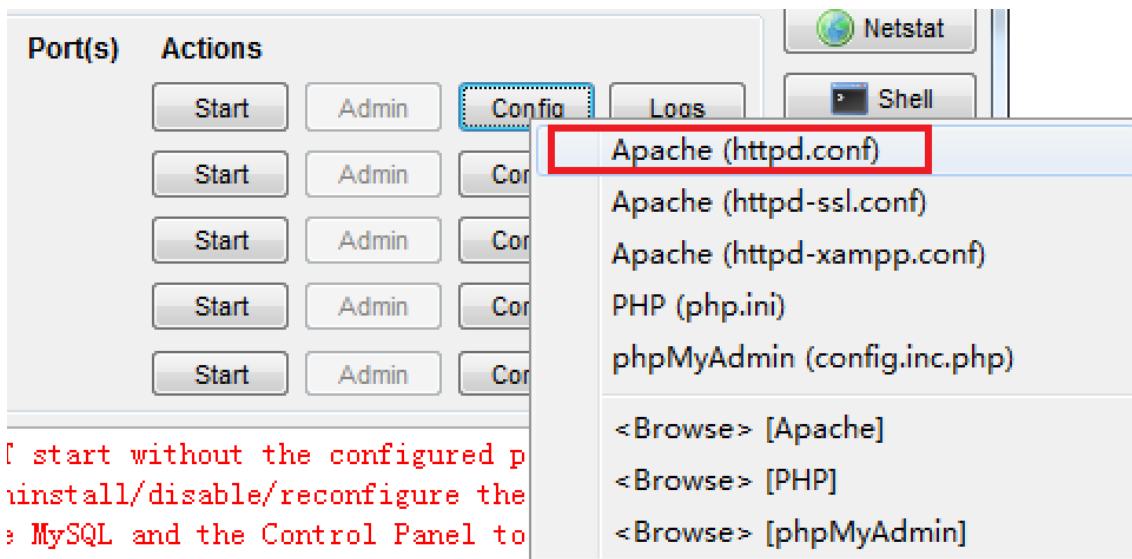 Port(s) Actions Netstat
Start Admin Config Logs Shell
Apache (httpd.conf)
Start Admin
Apache (httpd-ssl.conf)
Start Admin
Apache (httpd-xampp.conf)
Start Admin
PHP (php.ini)
Start Admin
phpMyAdmin (config.inc.php)
<Browse> [Apache]
start without the configured
<Browse> [PHP]
install/disable/reconfigure the
<Browse> [phpMyAdmin]
MySQL and the Control Panel to